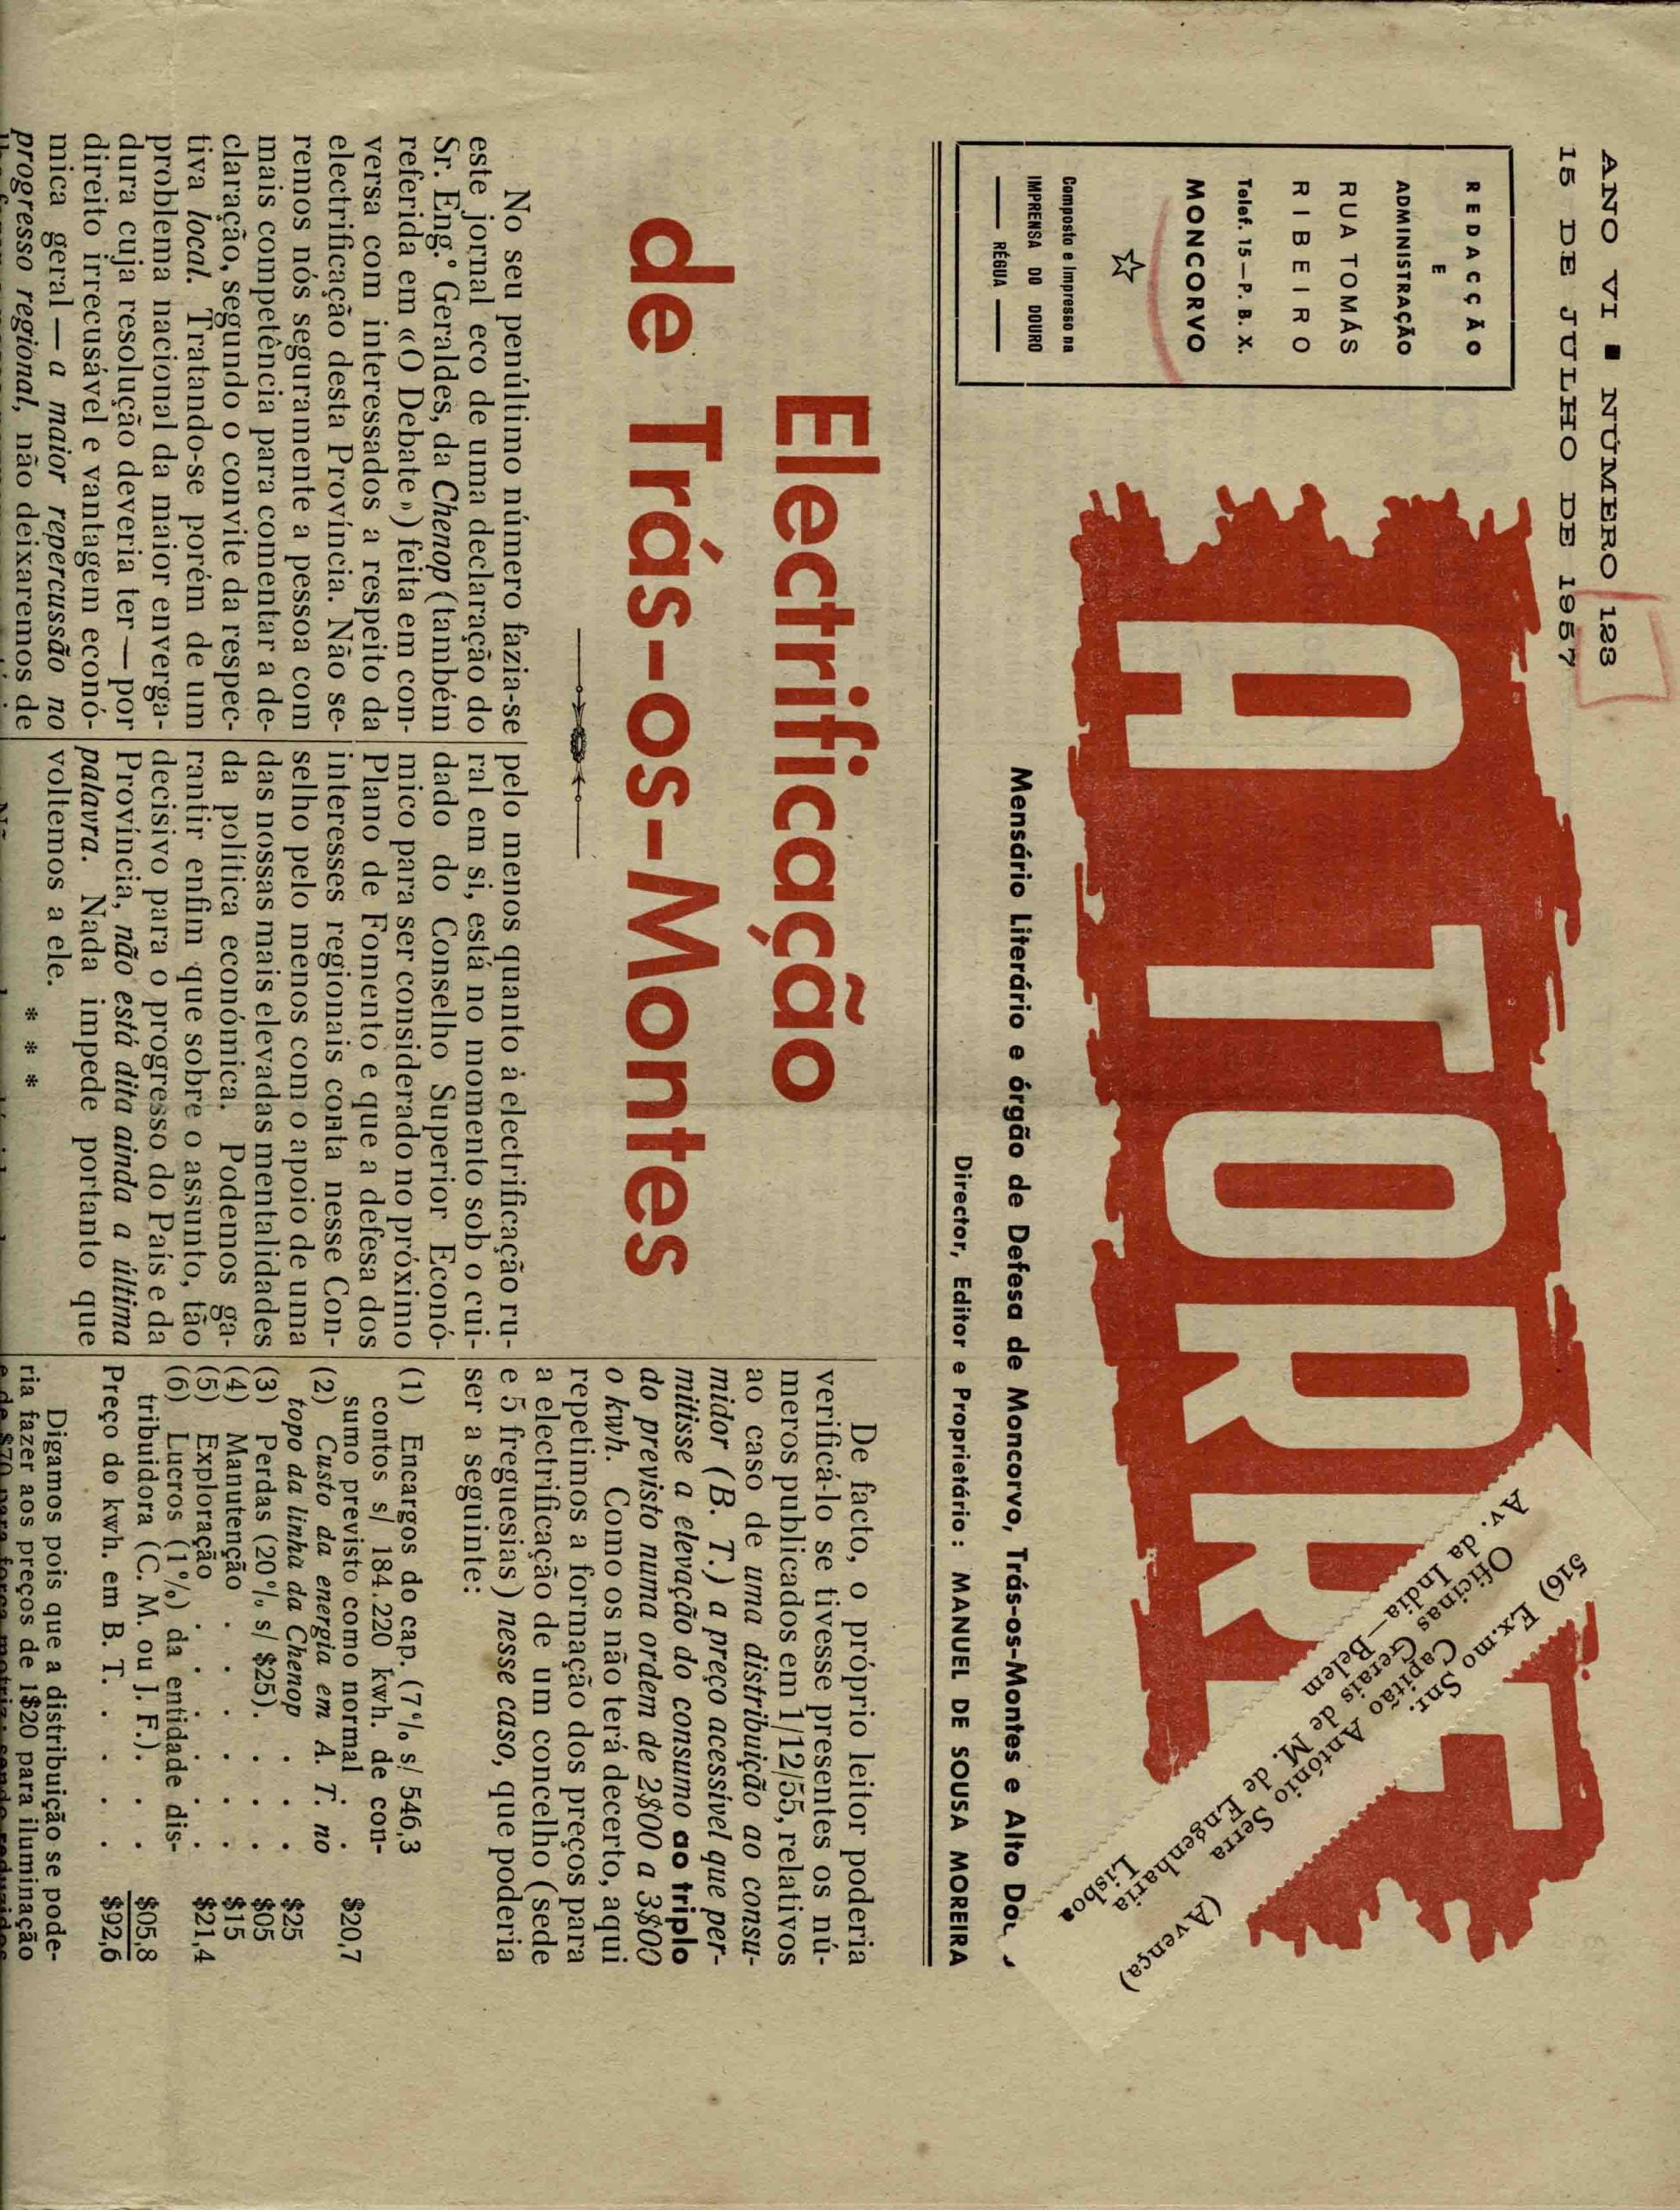 ANO VI ■ NÚMERO 123
15 DE JULHO DE 1957
REDACÇÃO
E
ADMINISTRAÇÃO
RUA TOMÁS
RIBEIRO
Telef. 15—P. B. X.
MONCORVO
Composto e Impresso na
IMPRENSA DO DOURO
— RÉGUA —
A TORRE
516) Ex.mo Snr.
Capitão António Serra
Oficinas Gerais de M. de Engenharia
Av. da India—Belem
Lisboa
(Avença)
Mensário Literário e órgão de Defesa de Moncorvo, Trás-os-Montes e Alto
Director, Editor e Proprietário: MANUEL DE SOUSA MOREIRA
Electrificação
de Trás-os-Montes
No seu penúltimo número fazia-se
este jornal eco de uma declaração do
Sr. Eng.º Geraldes, da Chenop (também
referida em «O Debate») feita em con-
versa com interessados a respeito da
electrificação desta Província. Não se-
remos nós seguramente a pessoa com
mais competência para comentar a de-
claração, segundo o convite da respec-
tiva local. Tratando-se porém de um
problema nacional da maior enverga-
dura cuja resolução deveria ter — por
direito irrecusável e vantagem econó-
mica geral — a maior repercussão no
progresso regional, não deixaremos de
pelo menos quanto à electrificação ru-
ral em si, está no momento sob o cui-
dado do Conselho Superior Econó-
mico para ser considerado no próximo
Plano de Fomento e que a defesa dos
interesses regionais conta nesse Con-
selho pelo menos com o apoio de uma
das nossas mais elevadas mentalidades
da política económica. Podemos ga-
rantir enfim que sobre o assunto, tão
decisivo para o progresso do País e da
Província, não está dita ainda a última
palavra. Nada impede portanto que
voltemos a ele.
* * *
De facto, o próprio leitor poderia
verificá-lo se tivesse presentes os nú-
meros publicados em 1/12/55, relativos
ao caso de uma distribuição ao consu-
midor (B. T.) a preço acessível que per-
mitisse a elevação do consumo ao triplo
do previsto numa ordem de 2$00 a 3$00
o kwh. Como os não terá decerto, aqui
repetimos a formação dos preços para
a electrificação de um concelho (sede
e 5 freguesias) nesse caso, que poderia
ser a seguinte:
(1) Encargos do cap. (7% s/ 546,3
contos s/ 184.220 kwh. de con-
sumo previsto como normal . . $20,7
(2) Custo da energia em A. T. no
topo da linha da Chenop . . . $25
(3) Perdas (20% s/ $25). . . . $05
(4) Manutenção . . . . . $15
(5) Exploração . . . . . . $21,4
(6) Lucros (1%) da entidade dis-
tribuidora (C. M. ou J. F.). . . $05,8
Preço do kwh. em B. T. . . . . $92,6
Digamos pois que a distribuição se pode-
ria fazer aos preços de 1$20 para iluminação